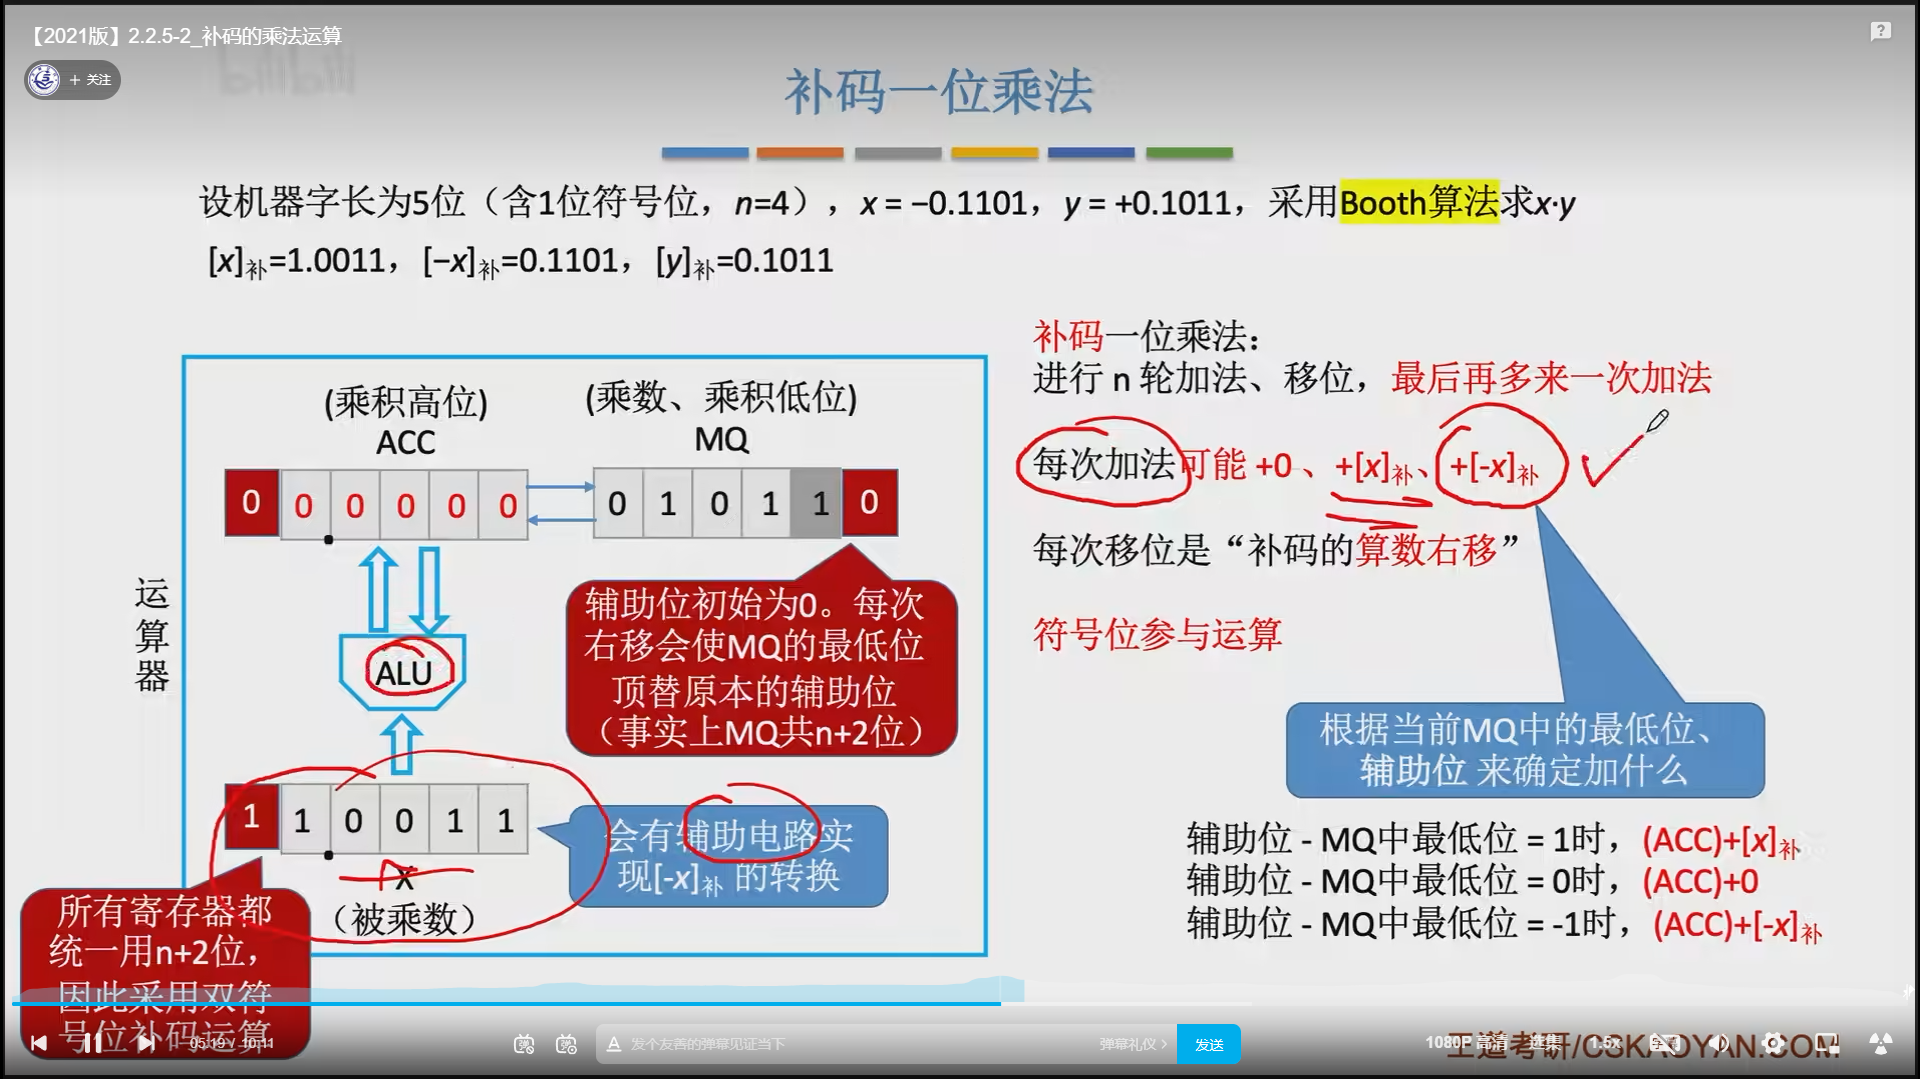 【2021版】2.2.5-2_补码的乘法运算
+ 关注
补码一位乘法
设机器字长为5位（含1位符号位，n=4），x = −0.1101，y = +0.1011，采用Booth算法求x·y
[x]补=1.0011，[−x]补=0.1101，[y]补=0.1011
补码一位乘法：
进行 n 轮加法、移位，最后再多来一次加法
每次加法可能 +0 、+[x]补、+[-x]补
每次移位是“补码的算数右移”
符号位参与运算
(乘积高位)
ACC
(乘数、乘积低位)
MQ
0 0 0 0 0 0
0 1 0 1 1 0
运算器
ALU
辅助位初始为0。每次
右移会使MQ的最低位
顶替原本的辅助位
（事实上MQ共n+2位）
1 1 0 0 1 1
x
（被乘数）
会有辅助电路实
现[-x]补 的转换
所有寄存器都
统一用n+2位，
因此采用双符
号位补码运算
根据当前MQ中的最低位、
辅助位 来确定加什么
辅助位 - MQ中最低位 = 1时，(ACC)+[x]补
辅助位 - MQ中最低位 = 0时，(ACC)+0
辅助位 - MQ中最低位 = -1时，(ACC)+[-x]补
05:19 / 10:11
发个友善的弹幕见证当下
弹幕礼仪 >
发送
1080P 高清
选集
1.5x
王道考研/CSKAOYAN.COM